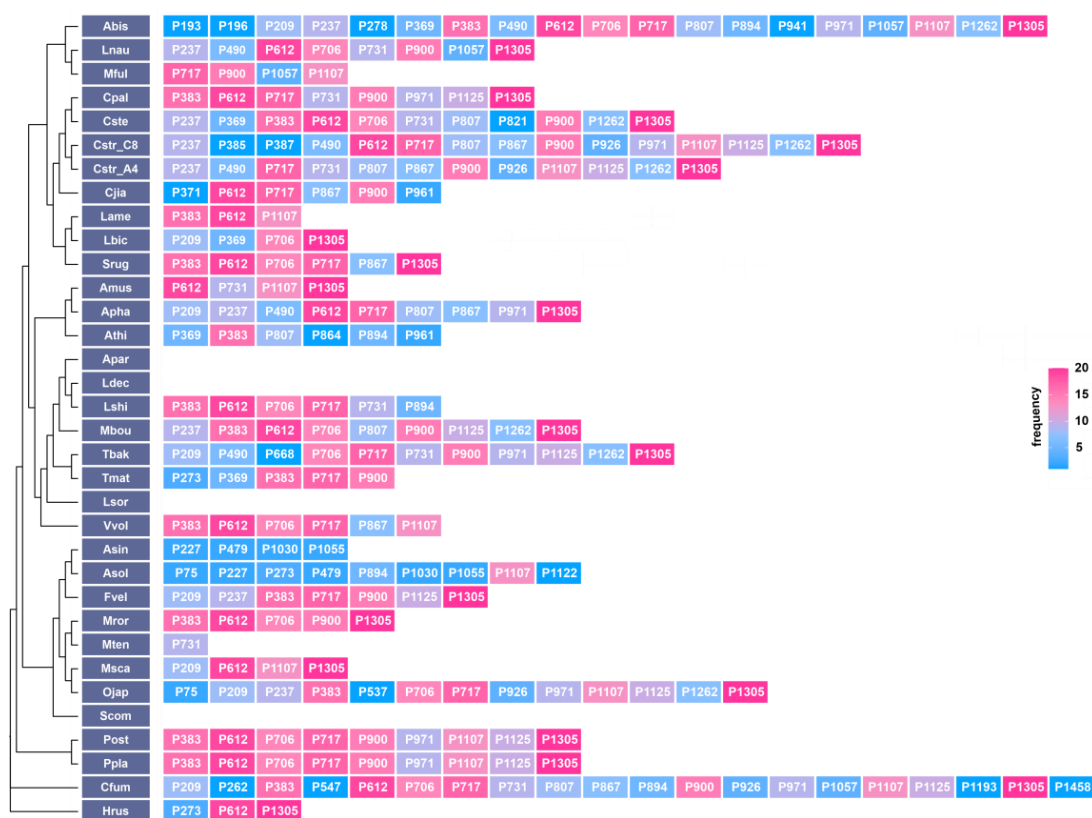 Abis P193 P196 P209 P237 P278 P369 P383 P490 P612 P706 P717 P807 P894 P941 P971 P1057 P1107 P1262 P1305
Lnau P237 P490 P612 P706 P731 P900 P1057 P1305
Mful P717 P900 P1057 P1107
Cpal P383 P612 P717 P731 P900 P971 P1125 P1305
Cste P237 P369 P383 P612 P706 P731 P807 P821 P900 P1262 P1305
Cstr_C8 P237 P385 P387 P490 P612 P717 P807 P867 P900 P926 P971 P1107 P1125 P1262 P1305
Cstr_A4 P237 P490 P717 P731 P807 P867 P900 P926 P1107 P1125 P1262 P1305
Cjia P371 P612 P717 P867 P900 P961
Lame P383 P612 P1107
Lbic P209 P369 P706 P1305
Srug P383 P612 P706 P717 P867 P1305
Amus P612 P731 P1107 P1305
Apha P209 P237 P490 P612 P717 P807 P867 P971 P1305
Athi P369 P383 P807 P864 P894 P961
Apar
Ldec
Lshi P383 P612 P706 P717 P731 P894
Mbou P237 P383 P612 P706 P807 P900 P1125 P1262 P1305
Tbak P209 P490 P668 P706 P717 P731 P900 P971 P1125 P1262 P1305
Tmat P273 P369 P383 P717 P900
Lsor
Vvol P383 P612 P706 P717 P867 P1107
Asin P227 P479 P1030 P1055
Asol P75 P227 P273 P479 P894 P1030 P1055 P1107 P1122
Fvel P209 P237 P383 P717 P900 P1125 P1305
Mror P383 P612 P706 P900 P1305
Mten P731
Msca P209 P612 P1107 P1305
Ojap P75 P209 P237 P383 P537 P706 P717 P926 P971 P1107 P1125 P1262 P1305
Scom
Post P383 P612 P706 P717 P900 P971 P1107 P1125 P1305
Ppla P383 P612 P706 P717 P900 P971 P1107 P1125 P1305
Cfum P209 P262 P383 P547 P612 P706 P717 P731 P807 P867 P894 P900 P926 P971 P1057 P1107 P1125 P1193 P1305 P1458
Hrus P273 P612 P1305
frequency
20
15
10
5